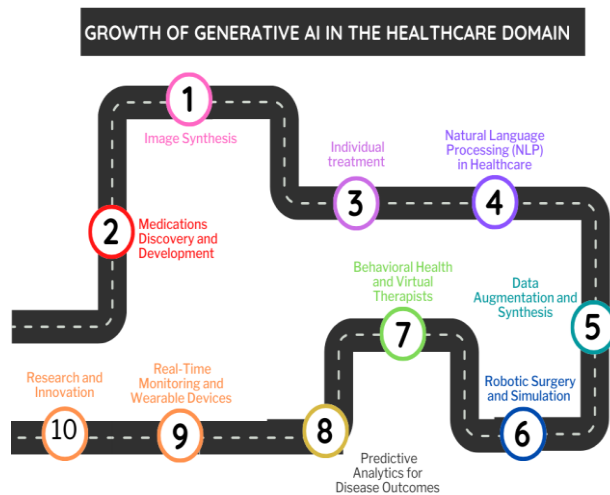 GROWTH OF GENERATIVE AI IN THE HEALTHCARE DOMAIN
1
Image Synthesis
2
Medications
Discovery and
Development
Individual
treatment
3
Natural Language
Processing (NLP)
in Healthcare
4
Data
Augmentation and
Synthesis
5
Robotic Surgery
and Simulation
6
Behavioral Health
and Virtual
Therapists
7
8
Predictive
Analytics for
Disease Outcomes
Real-Time
Monitoring and
Wearable Devices
9
Research and
Innovation
10